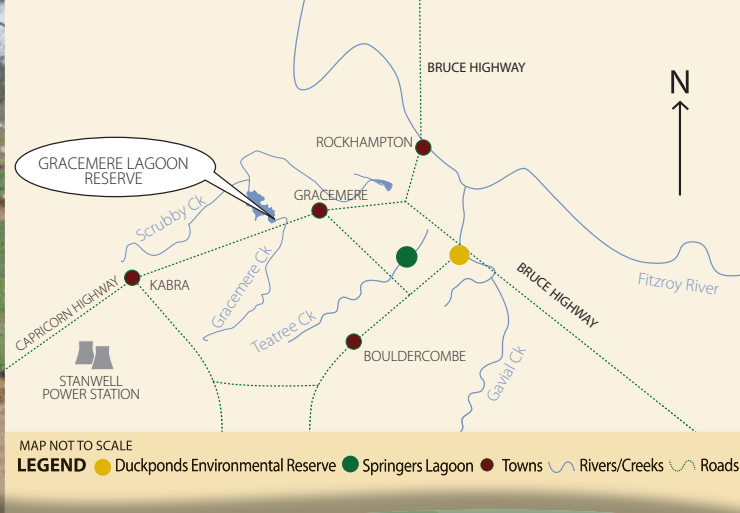 BRUCE HIGHWAY
N
ROCKHAMPTON
GRACEMERE LAGOON
RESERVE
GRACEMERE
Scrubby Ck
Gracemere Ck
KABRA
CAPRICORN HIGHWAY
BRUCE HIGHWAY
Fitzroy River
Teatree Ck
BOULDERCOMBE
Gavial Ck
STANWELL
POWER STATION
MAP NOT TO SCALE
LEGEND Duckponds Environmental Reserve Springers Lagoon Towns Rivers/Creeks Roads